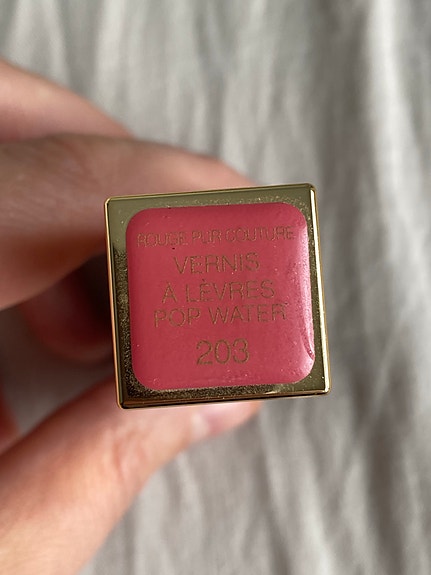 ROUGE PUR COUTURE
VERNIS
À LÈVRES
POP WATER
203